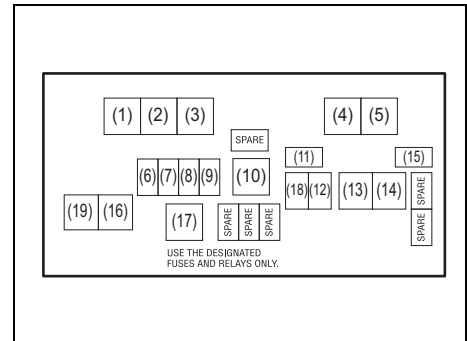 (1) (2) (3) (4) (5)
SPARE
(11) (15)
(6) (7) (8) (9) (10) (18) (12) (13) (14) SPARE
(19) (16) (17) SPARE SPARE SPARE SPARE
USE THE DESIGNATED
FUSES AND RELAYS ONLY.